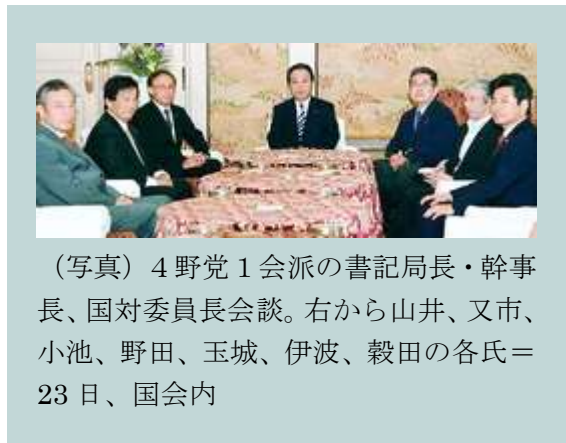 （写真）４野党１会派の書記局長・幹事
長、国対委員長会談。右から山井、又市、
小池、野田、玉城、伊波、穀田の各氏＝
23 日、国会内